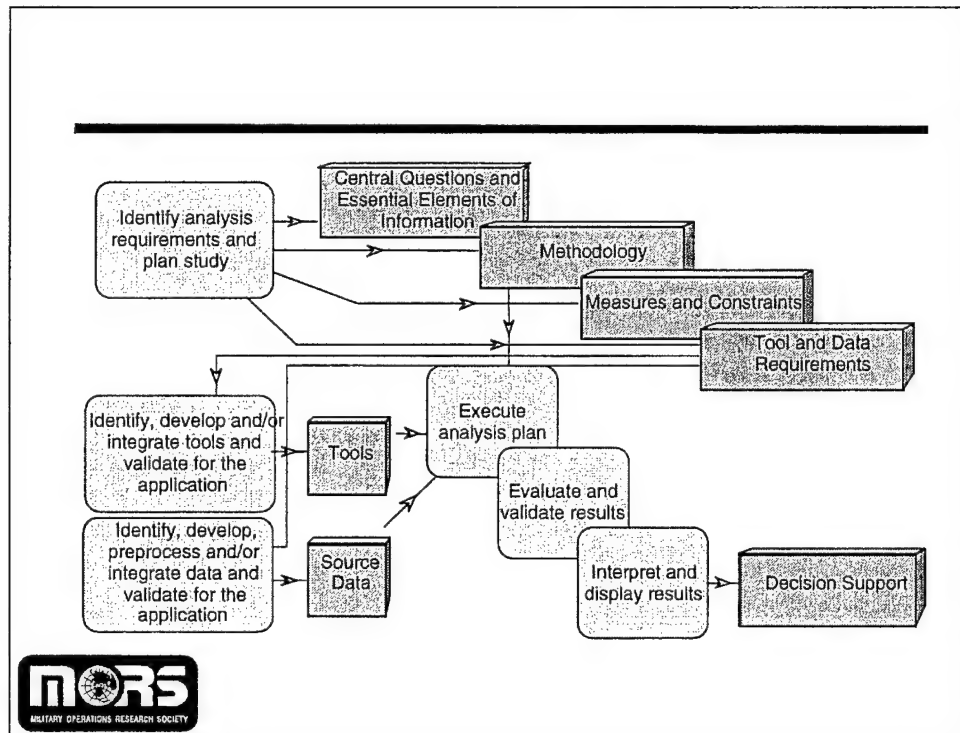 Central Questions and
Essential Elements of
Information
Identify analysis
requirements and
plan study
Methodology
Measures and Constraints
Tool and Data
Requirements
Identify, develop and/or
integrate tools and
validate for the
application
Tools
Execute
analysis plan
Evaluate and
validate results
Identify, develop,
preprocess and/or
integrate data and
validate for the
application
Source
Data
Interpret and
display results
Decision Support
MORS
MILITARY OPERATIONS RESEARCH SOCIETY